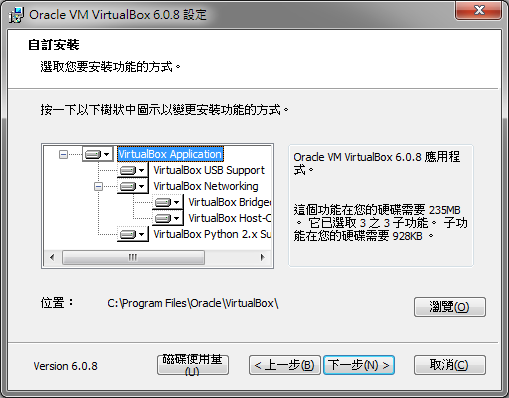 Oracle VM VirtualBox 6.0.8 設定
自訂安裝
選取您要安裝功能的方式。
按一下以下樹狀中圖示以變更安裝功能的方式。
VirtualBox Application
VirtualBox USB Support
VirtualBox Networking
VirtualBox Bridge
VirtualBox Host-O
VirtualBox Python 2.x Su
Oracle VM VirtualBox 6.0.8 應用程
式。
這個功能在您的硬碟需要 235MB
。 它已選取 3 之 3 子功能。 子功
能在您的硬碟需要 928KB 。
位置： C:\Program Files\Oracle\VirtualBox\
瀏覽(O)
Version 6.0.8
磁碟使用量
(U)
< 上一步(B)
下一步(N) >
取消(C)